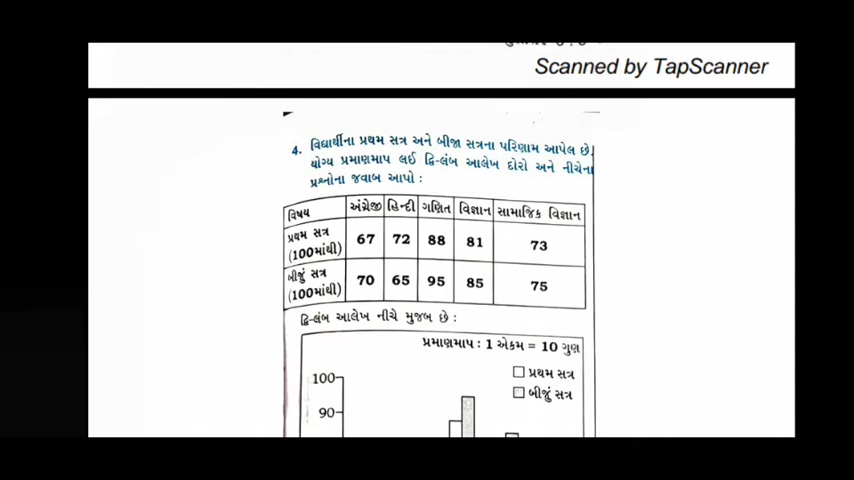 Scanned by TapScanner
4. વિદ્યાર્થીના પ્રથમ સત્ર અને બીજા સત્રના પરિણામ આપેલ છે.
યોગ્ય પ્રમાણમાપ લઈ દ્વિ-લંબ આલેખ દોરો અને નીચેના
પ્રશ્નોના જવાબ આપો :
વિષય અંગ્રેજી હિન્દી ગણિત વિજ્ઞાન સામાજિક વિજ્ઞાન
પ્રથમ સત્ર
(100માંથી) 67 72 88 81 73
બીજું સત્ર
(100માંથી) 70 65 95 85 75
દ્વિ-લંબ આલેખ નીચે મુજબ છે :
પ્રમાણમાપ : 1 એકમ = 10 ગુણ
પ્રથમ સત્ર
બીજું સત્ર
100
90